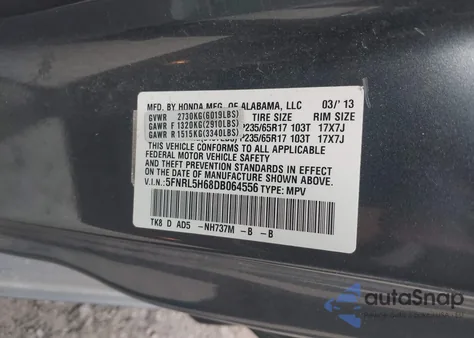 MFD. BY HONDA MFG. OF ALABAMA, LLC 03/'13
GVWR 2730KG(6019LBS) TIRE SIZE RIM SIZE
GAWR F 1320KG(2910LBS) P235/65R17 103T 17X7J
GAWR R 1515KG(3340LBS) P235/65R17 103T 17X7J
THIS VEHICLE CONFORMS TO ALL APPLICABLE
FEDERAL MOTOR VEHICLE SAFETY AND
THEFT PREVENTION STANDARDS IN EFFECT ON
THE DATE OF MANUFACTURE SHOWN ABOVE.
V.I.N.: 5FNRL5H68DB064556 TYPE: MPV
TK8 D AD5 -NH737M -B -B
autoSnap